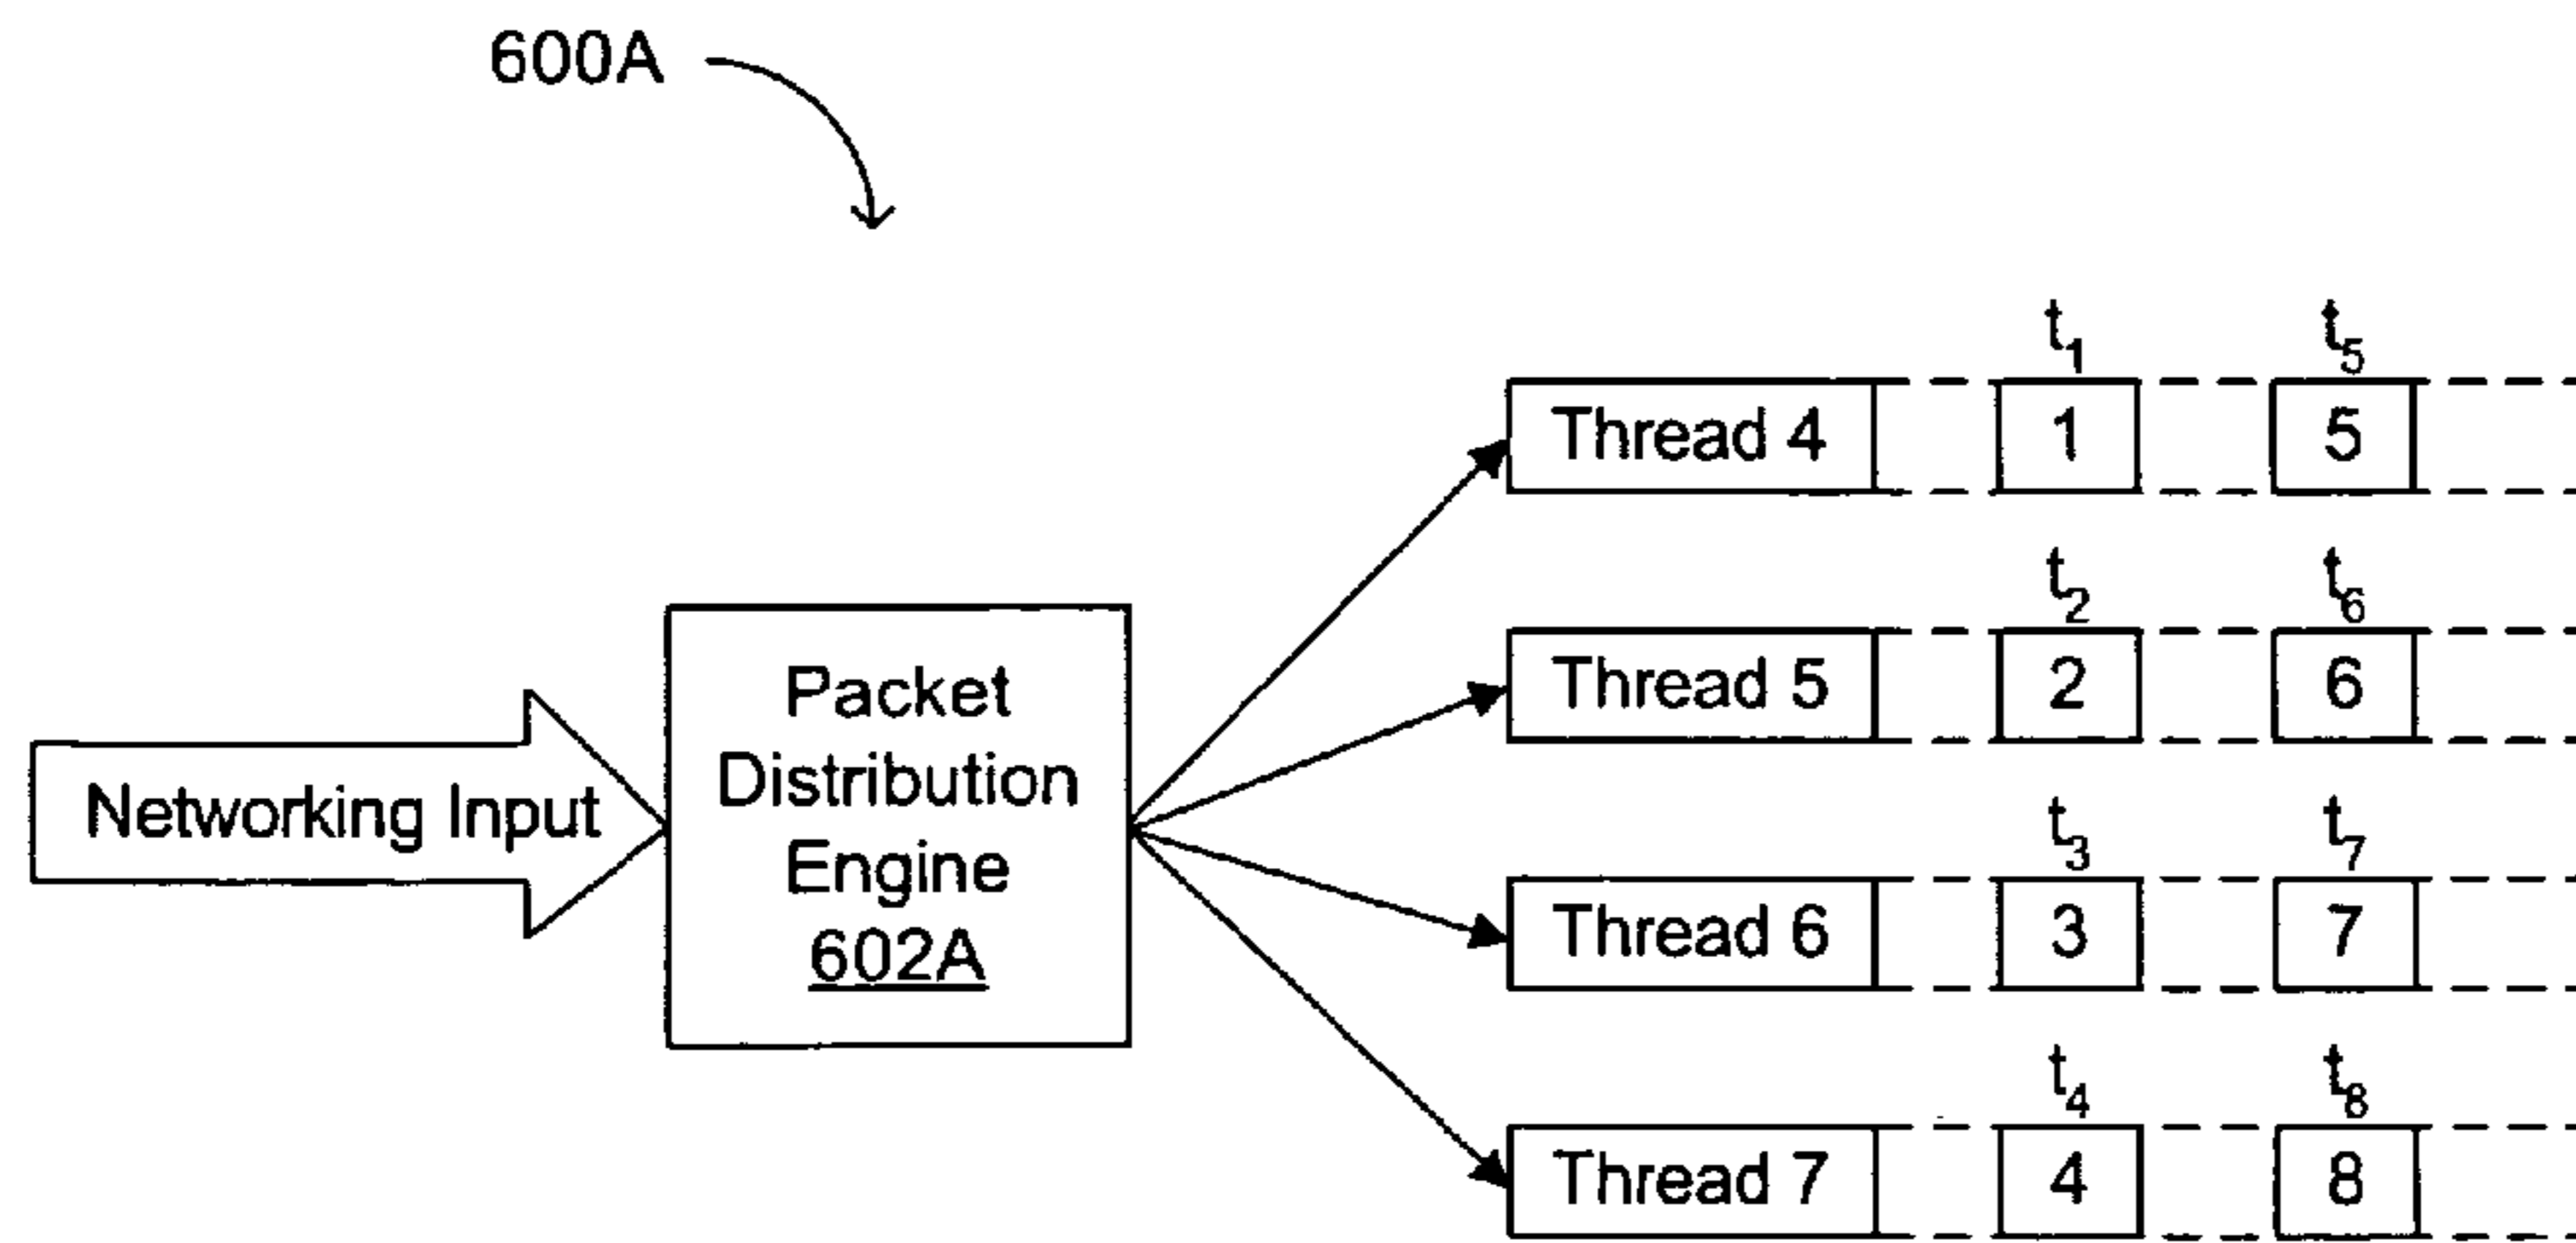 600A
t1 t5
Thread 4 1 5
t2 t6
Thread 5 2 6
Packet
Distribution
Engine
602A
Networking Input
t3 t7
Thread 6 3 7
t4 t8
Thread 7 4 8